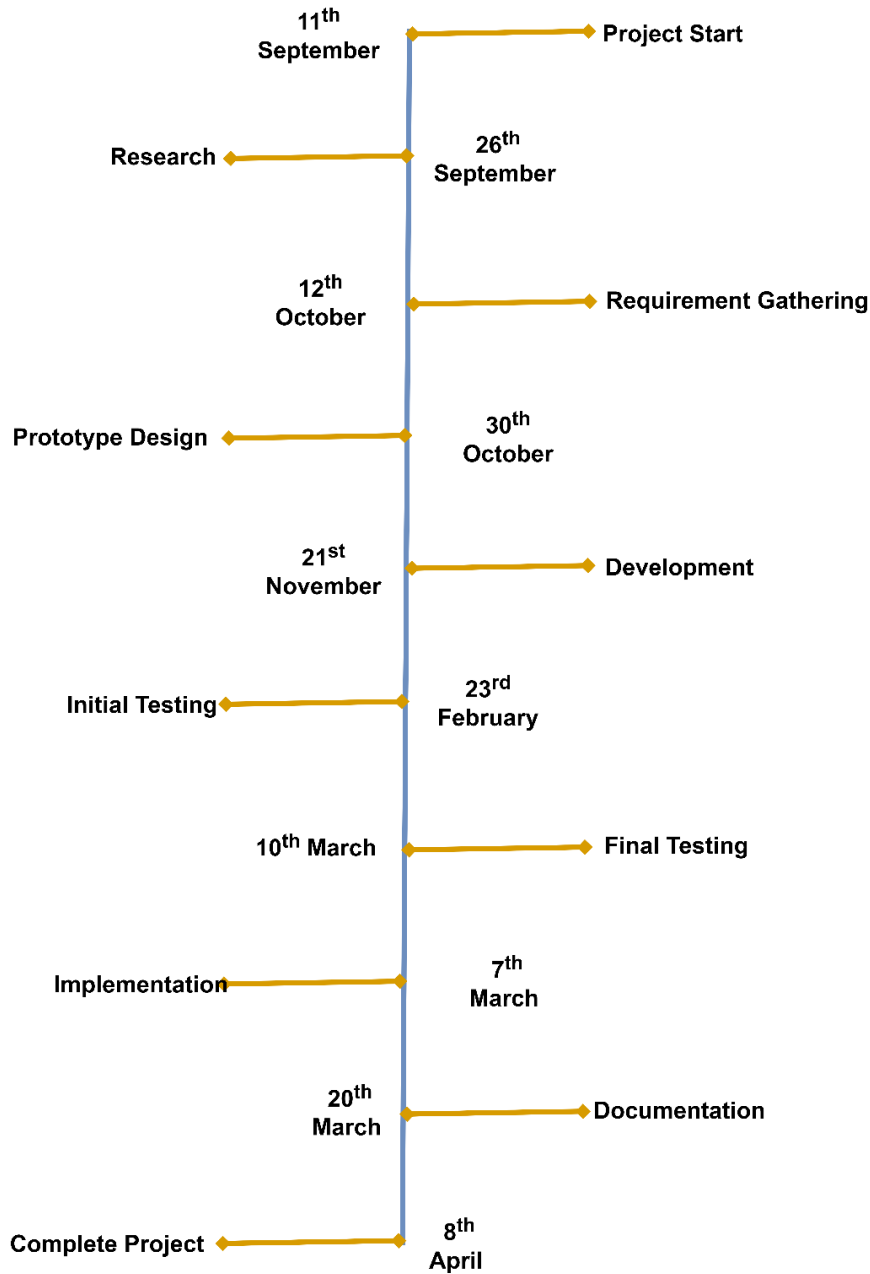 11th
September
Project Start
Research
26th
September
12th
October
Requirement Gathering
Prototype Design
30th
October
21st
November
Development
Initial Testing
23rd
February
10th March
Final Testing
Implementation
7th
March
20th
March
Documentation
Complete Project
8th
April